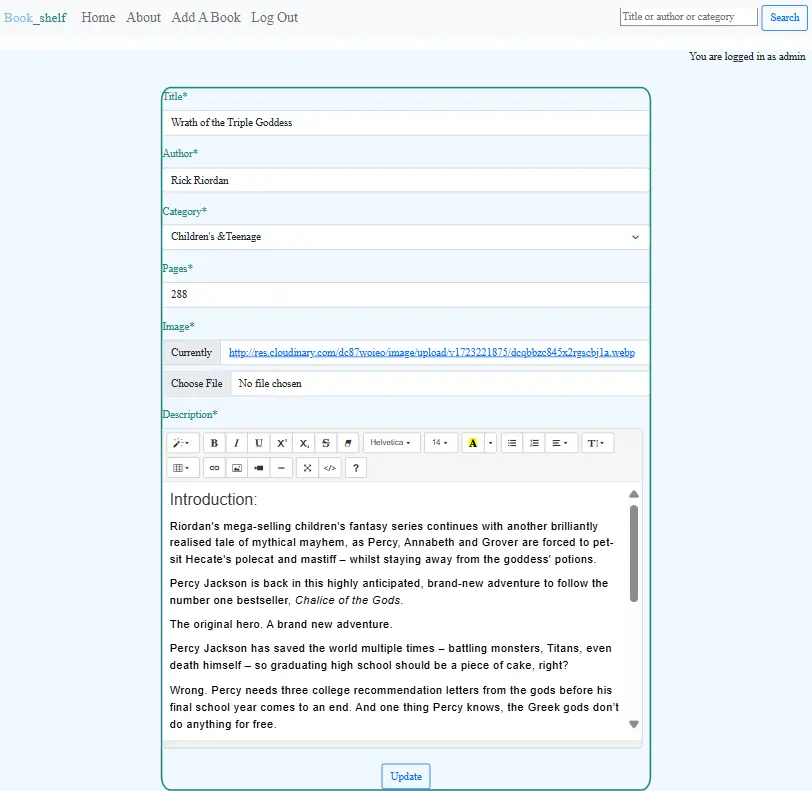 Book_shelf Home About Add A Book Log Out Title or author or category Search
You are logged in as admin
Title*
Wrath of the Triple Goddess
Author*
Rick Riordan
Category*
Children's &Teenage
Pages*
288
Image*
Currently http://res.cloudinary.com/dc87woieo/image/upload/v1723221875/dcqbbzc845x2rgscbj1a.webp
Choose File No file chosen
Description*
B I U X² X₂ S Helvetica 14 A T
</> ?
Introduction:
Riordan's mega-selling children's fantasy series continues with another brilliantly
realised tale of mythical mayhem, as Percy, Annabeth and Grover are forced to pet-
sit Hecate's polecat and mastiff – whilst staying away from the goddess' potions.
Percy Jackson is back in this highly anticipated, brand-new adventure to follow the
number one bestseller, Chalice of the Gods.
The original hero. A brand new adventure.
Percy Jackson has saved the world multiple times – battling monsters, Titans, even
death himself – so graduating high school should be a piece of cake, right?
Wrong. Percy needs three college recommendation letters from the gods before his
final school year comes to an end. And one thing Percy knows, the Greek gods don't
do anything for free.
Update